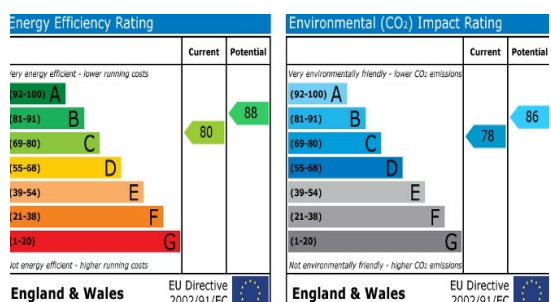 Energy Efficiency Rating
Current Potential
Very energy efficient - lower running costs
(92-100) A
(81-91) B
88
(69-80) C
80
(55-68) D
(39-54) E
(21-38) F
(1-20) G
Not energy efficient - higher running costs
England & Wales
EU Directive
2002/91/EC
Environmental (CO₂) Impact Rating
Current Potential
Very environmentally friendly - lower CO₂ emissions
(92-100) A
(81-91) B
86
(69-80) C
78
(55-68) D
(39-54) E
(21-38) F
(1-20) G
Not environmentally friendly - higher CO₂ emissions
England & Wales
EU Directive
2002/91/EC